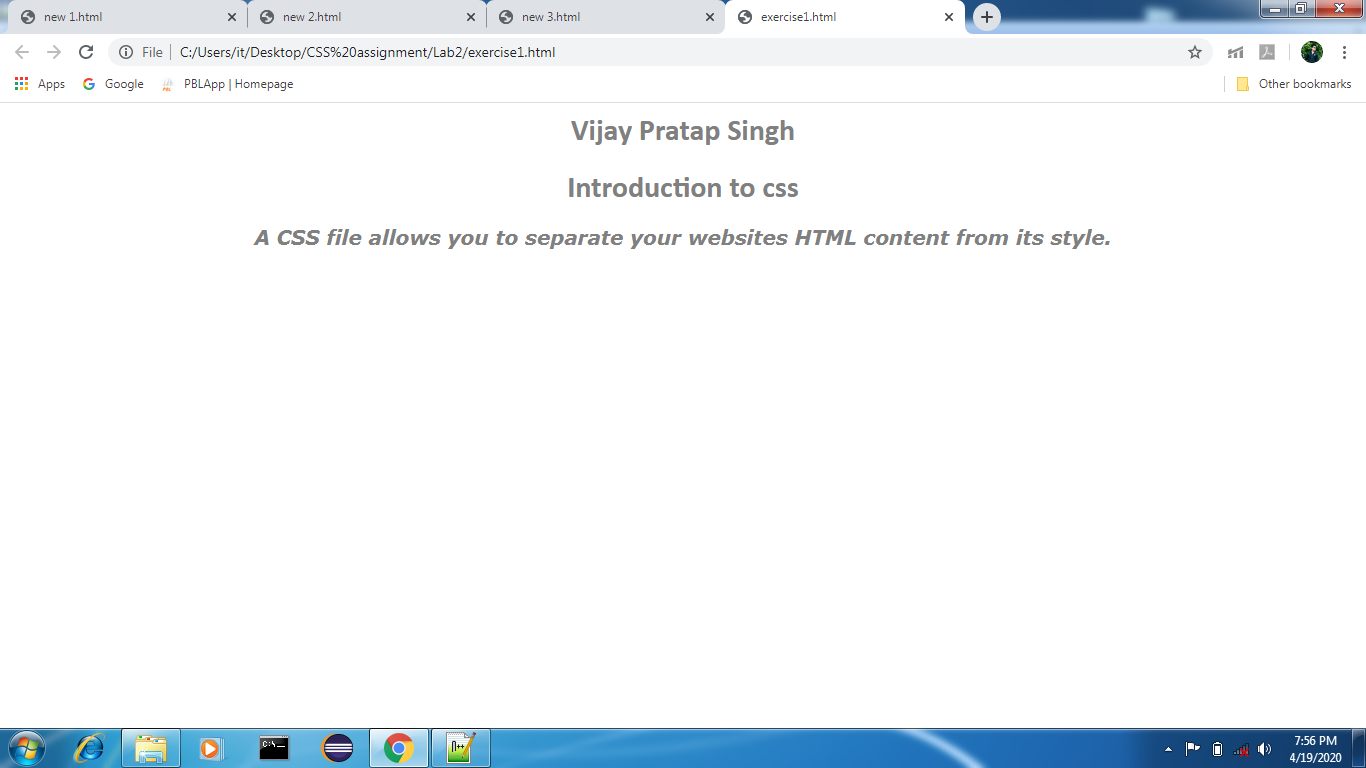 new 1.html
new 2.html
new 3.html
exercise1.html
File
C:/Users/it/Desktop/CSS%20assignment/Lab2/exercise1.html
Apps
Google
PBLApp | Homepage
Other bookmarks
Vijay Pratap Singh
Introduction to css
A CSS file allows you to separate your websites HTML content from its style.
7:56 PM
4/19/2020